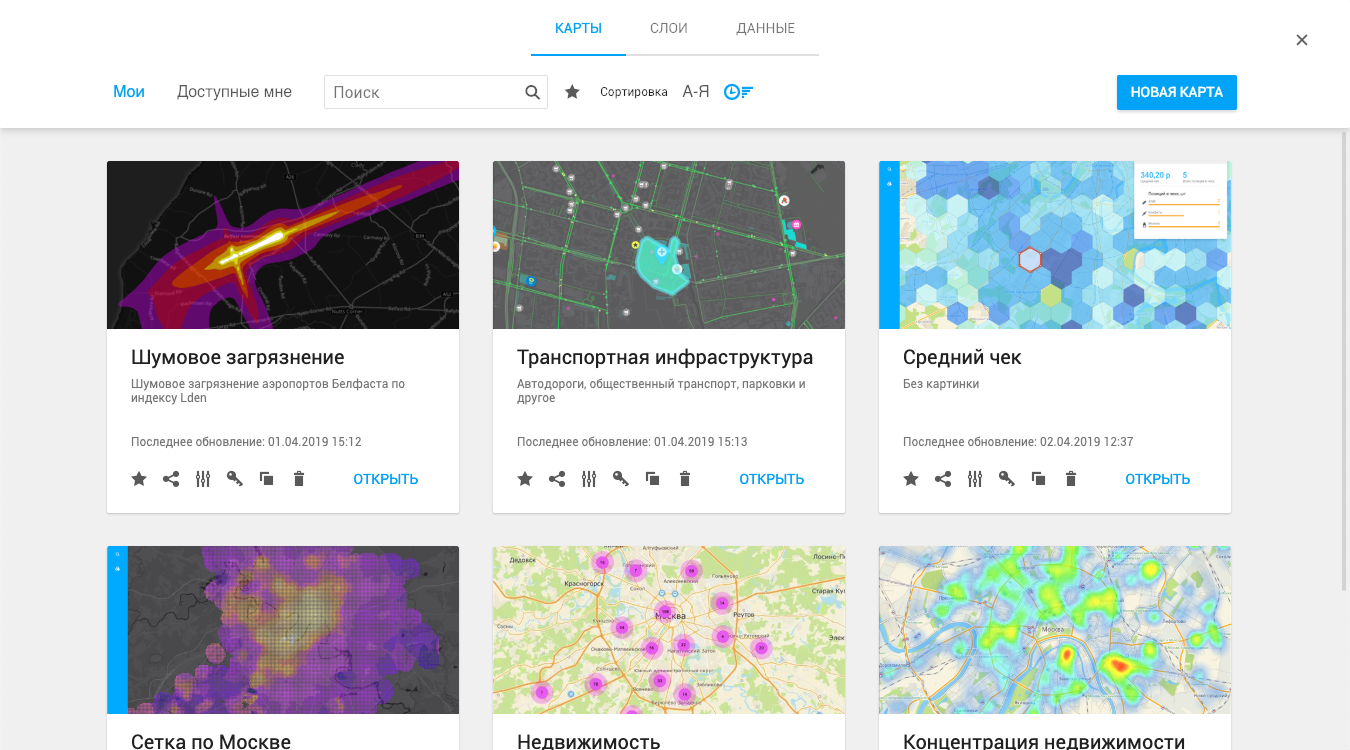 КАРТЫ СЛОИ ДАННЫЕ
Мои Доступные мне Поиск Сортировка А-Я НОВАЯ КАРТА
340,20 р 5
Шумовое загрязнение
Шумовое загрязнение аэропортов Белфаста по
индексу Lden
Последнее обновление: 01.04.2019 15:12
ОТКРЫТЬ
Транспортная инфраструктура
Автодороги, общественный транспорт, парковки и
другое
Последнее обновление: 01.04.2019 15:13
ОТКРЫТЬ
Средний чек
Без картинки
Последнее обновление: 02.04.2019 12:37
ОТКРЫТЬ
Дедовск
Красногорск
Москва
Реутов
Москва
Сетка по Москве
Недвижимость
Концентрация недвижимости